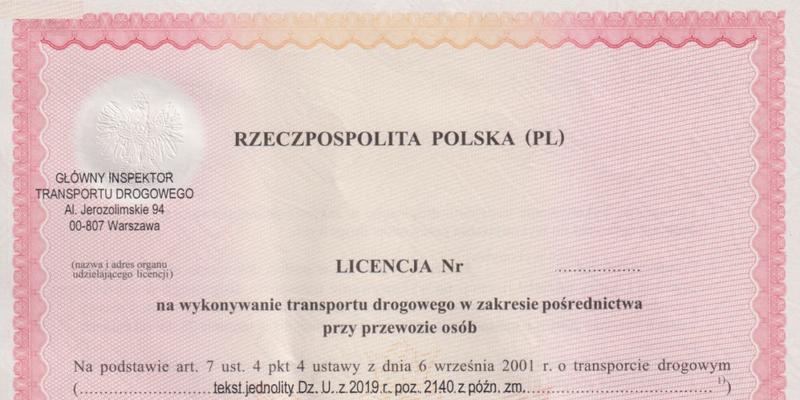 RZECZPOSPOLITA POLSKA (PL)
GŁÓWNY INSPEKTOR
TRANSPORTU DROGOWEGO
Al. Jerozolimskie 94
00-807 Warszawa
(nazwa i adres organu
udzielającego licencji)
LICENCJA Nr ....................
na wykonywanie transportu drogowego w zakresie pośrednictwa
przy przewozie osób
Na podstawie art. 7 ust. 4 pkt 4 ustawy z dnia 6 września 2001 r. o transporcie drogowym
(........................tekst jednolity Dz. U. z 2019 r. poz. 2140 z późn. zm.................................1))